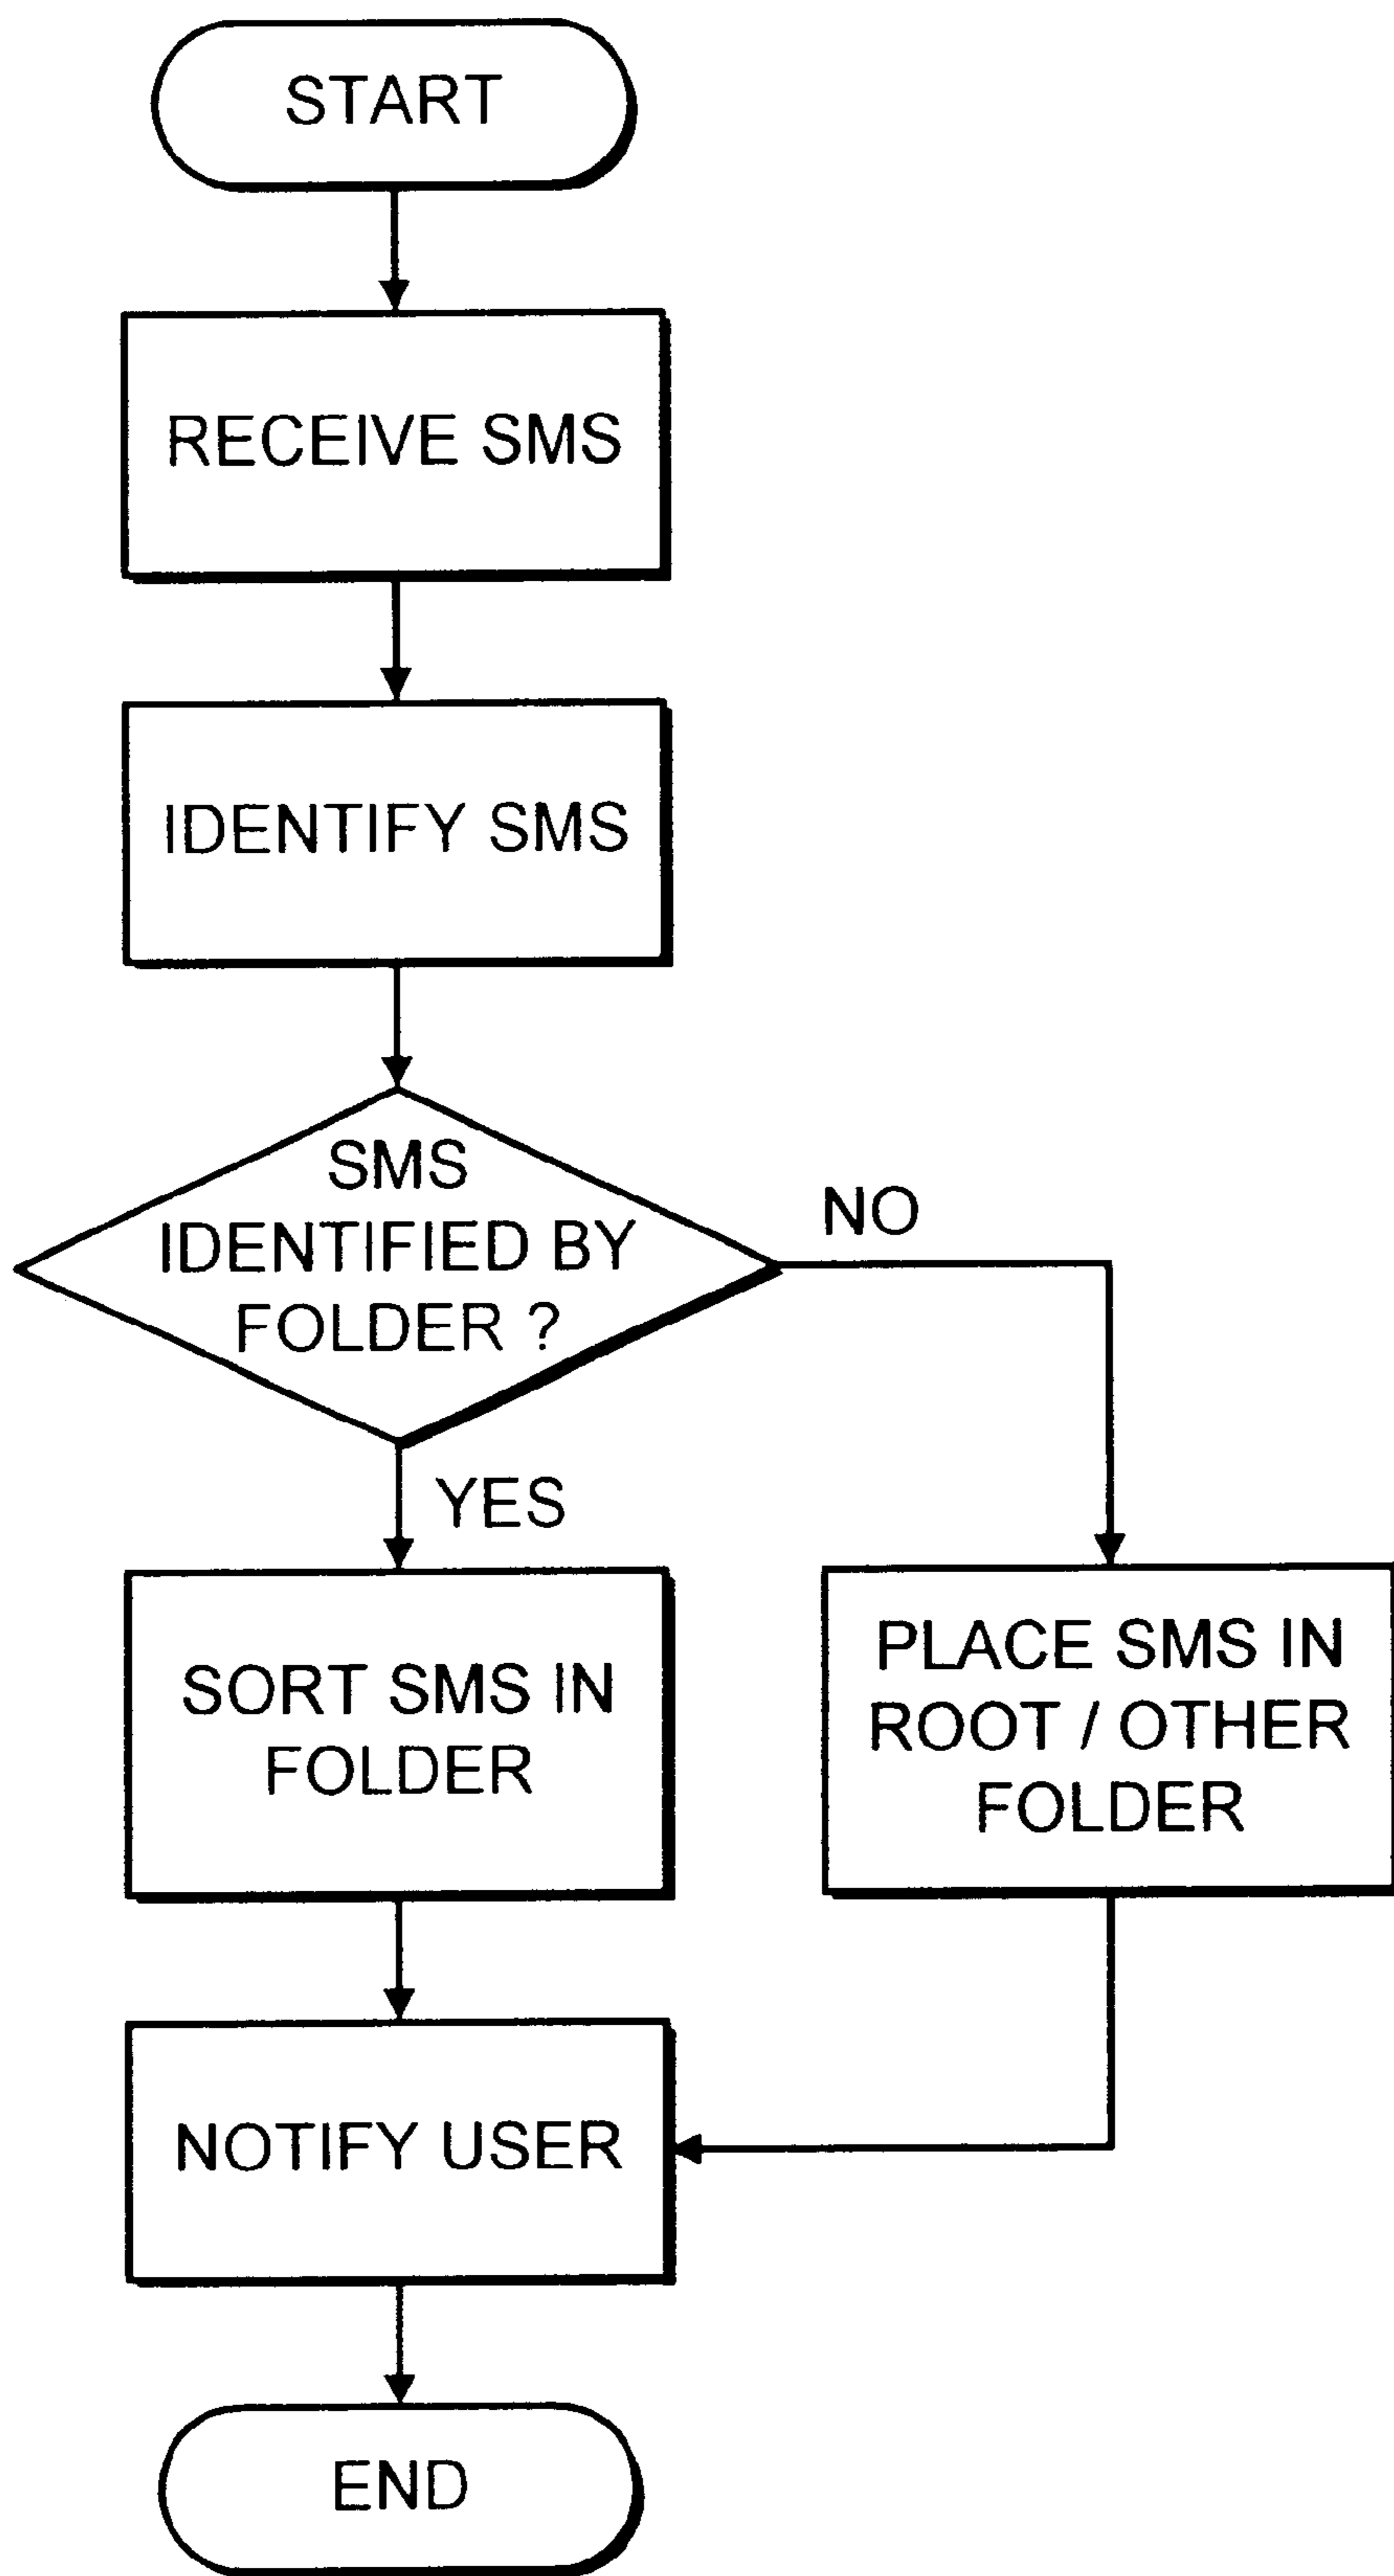 START
RECEIVE SMS
IDENTIFY SMS
SMS
IDENTIFIED BY
FOLDER ?
NO
YES
SORT SMS IN
FOLDER
PLACE SMS IN
ROOT / OTHER
FOLDER
NOTIFY USER
END